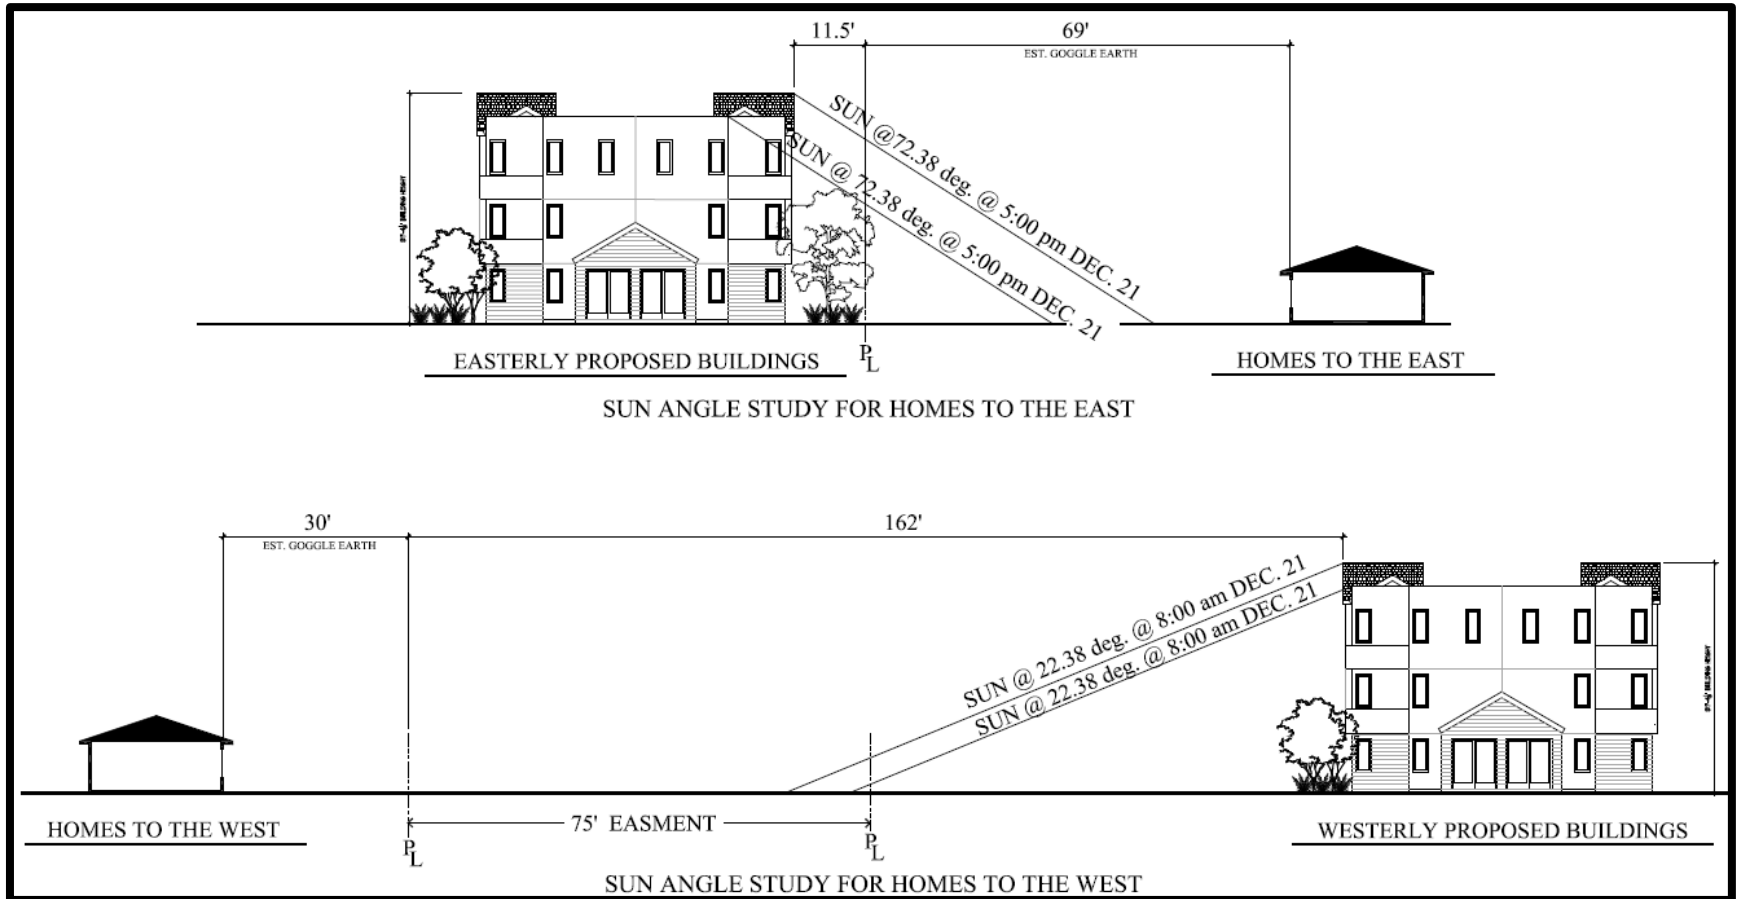 11.5'
69'
EST. GOGGLE EARTH
SUN @72.38 deg. @ 5:00 pm DEC. 21
SUN @ 72.38 deg. @ 5:00 pm DEC. 21
BUILDING HEIGHT
PL
EASTERLY PROPOSED BUILDINGS
HOMES TO THE EAST
SUN ANGLE STUDY FOR HOMES TO THE EAST
30'
EST. GOGGLE EARTH
162'
SUN @ 22.38 deg. @ 8:00 am DEC. 21
SUN @ 22.38 deg. @ 8:00 am DEC. 21
BUILDING HEIGHT
75' EASMENT
PL
PL
HOMES TO THE WEST
WESTERLY PROPOSED BUILDINGS
SUN ANGLE STUDY FOR HOMES TO THE WEST